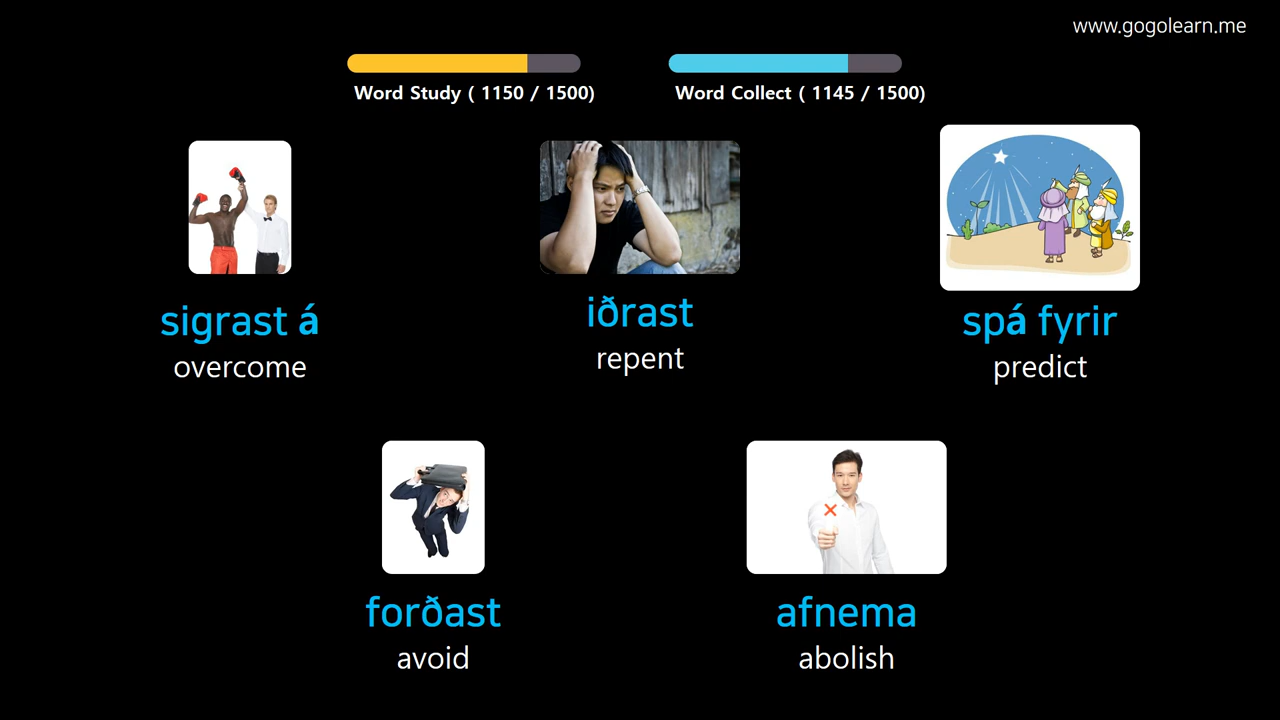 www.gogolearn.me
Word Study ( 1150 / 1500)
Word Collect ( 1145 / 1500)
sigrast á
overcome
iðrast
repent
spá fyrir
predict
forðast
avoid
afnema
abolish